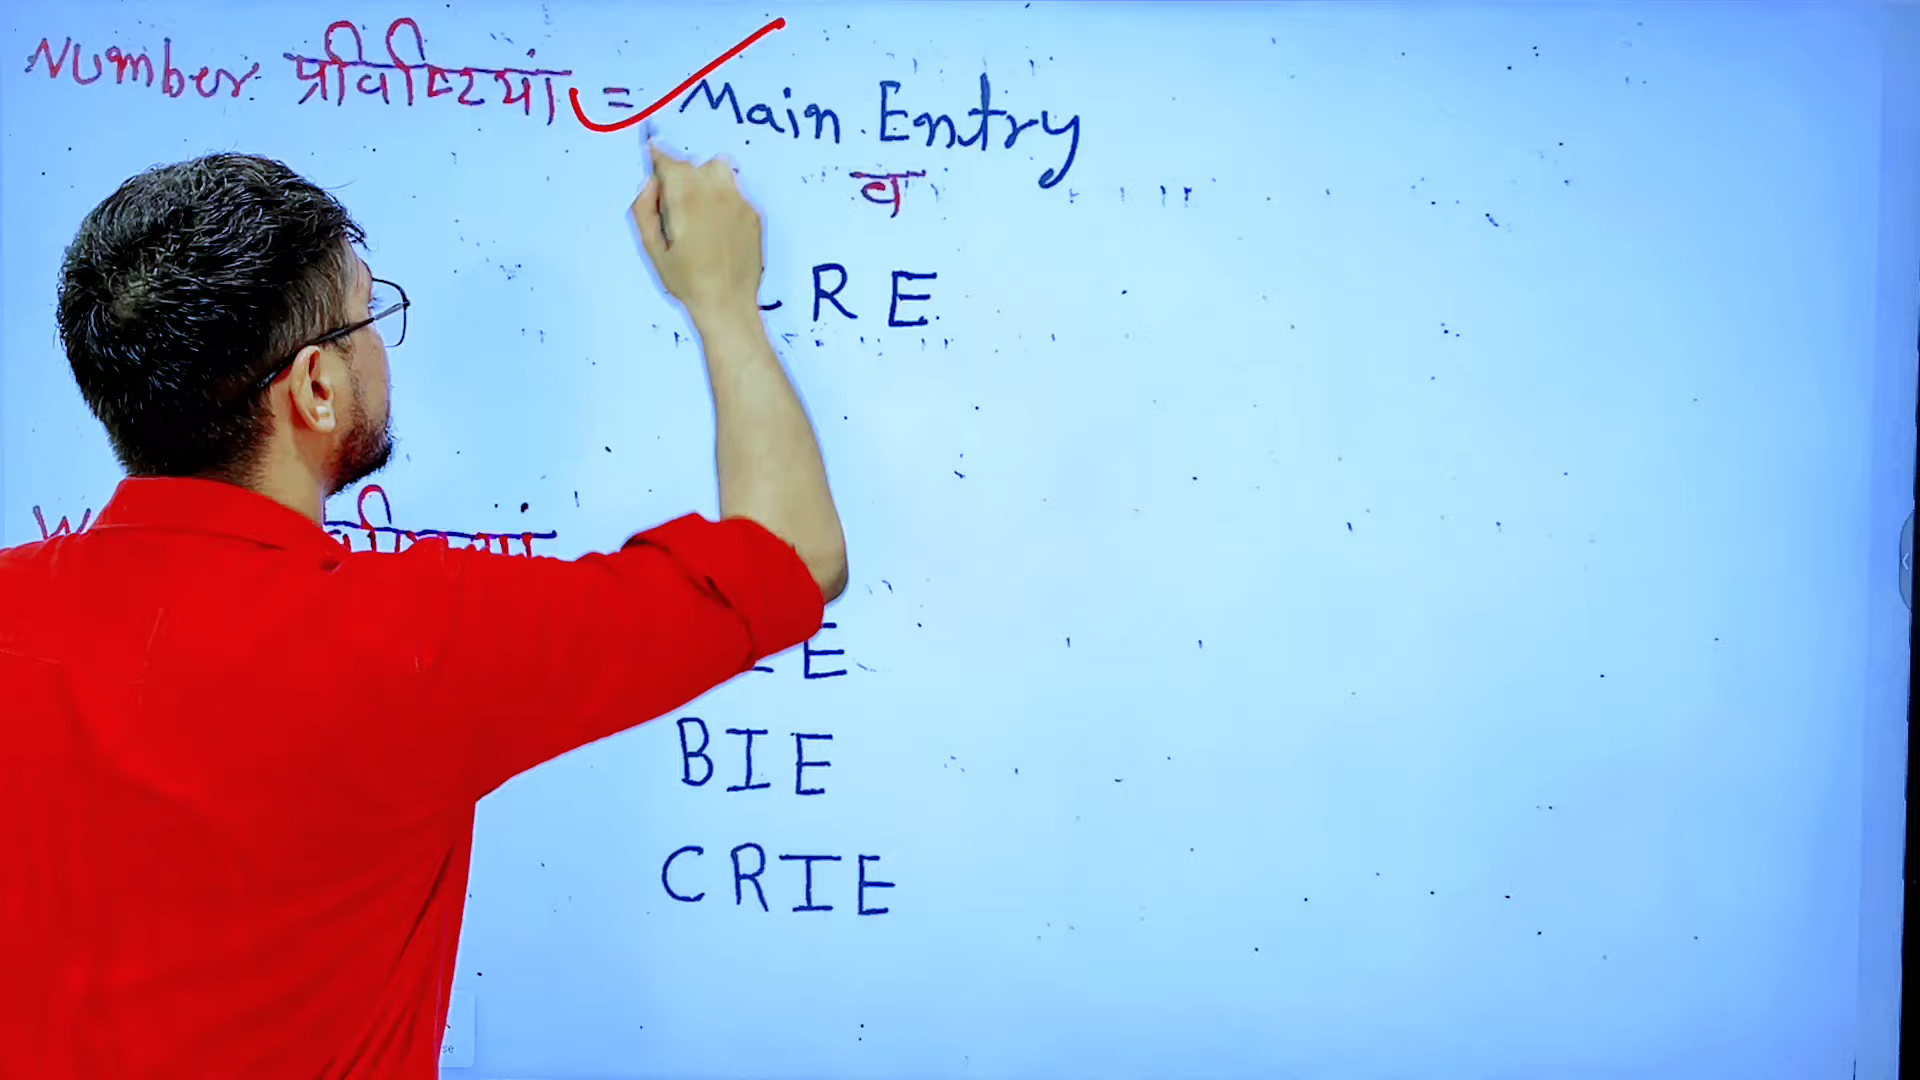 Number प्रविष्टियां = Main Entry
व
RE
E
BIE
CRIE